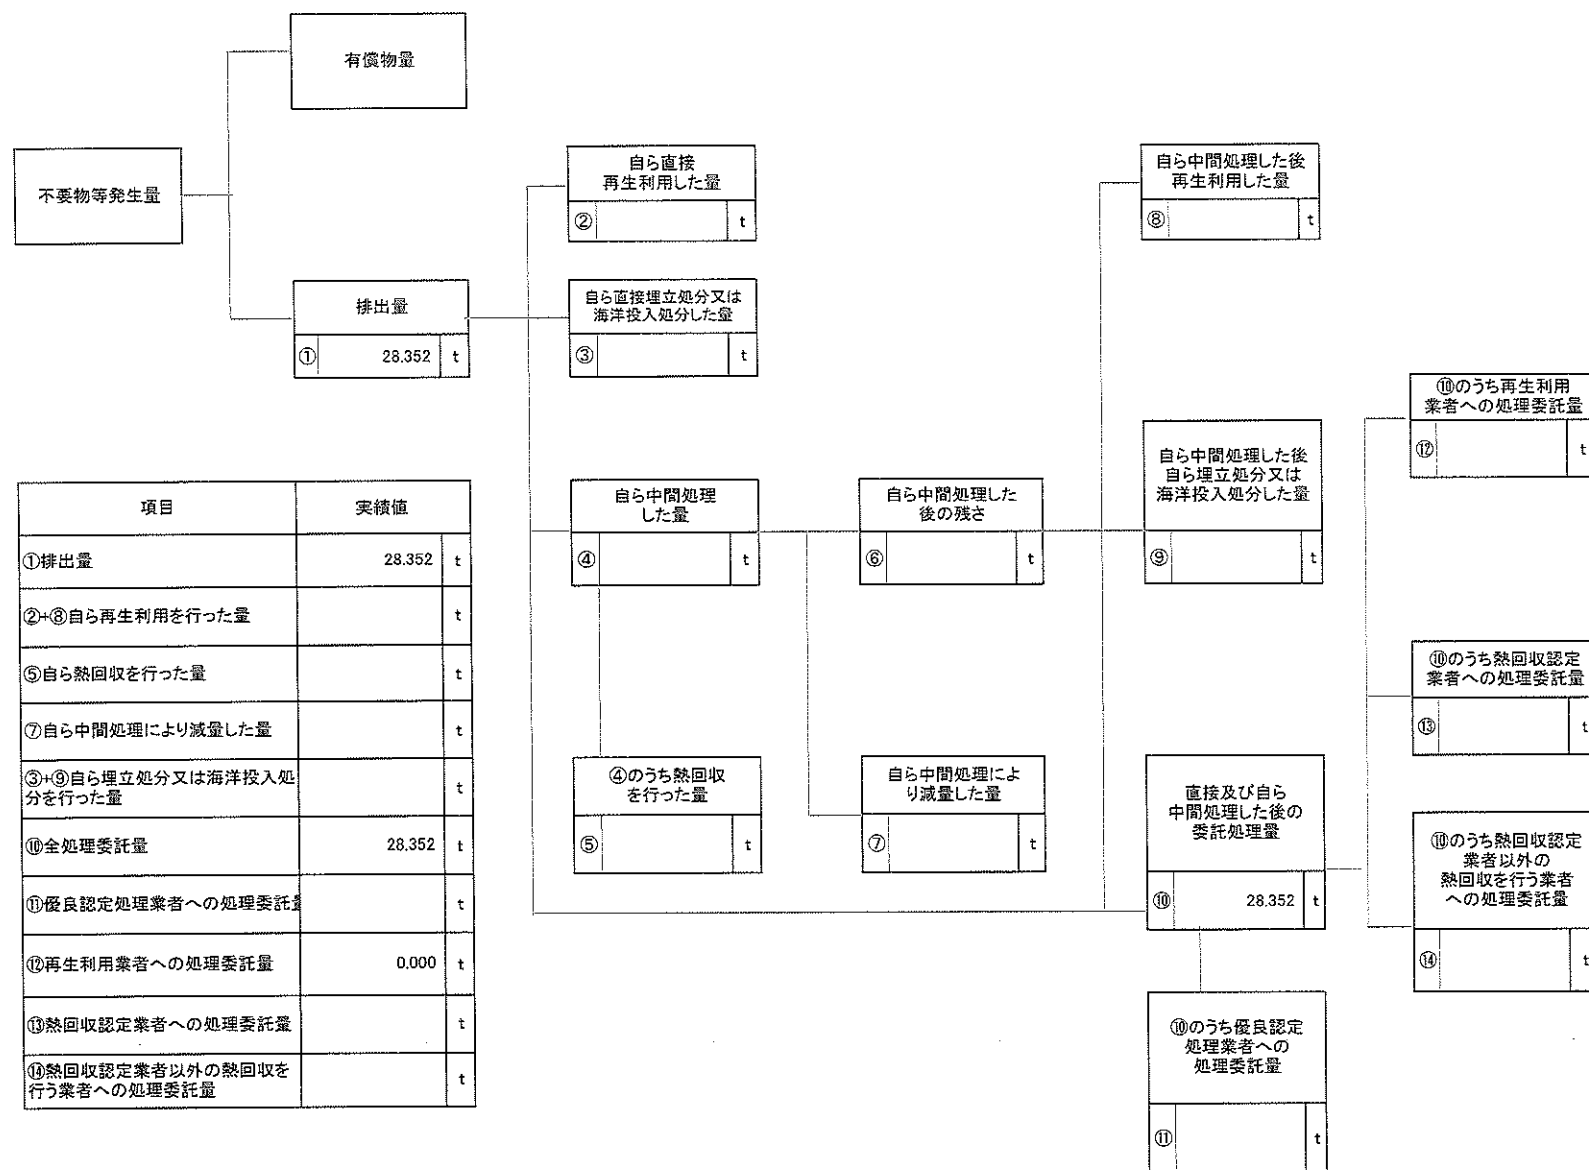 有償物量
不要物等発生量
排出量
① 28.352 t
自ら直接
再生利用した量
② t
自ら直接埋立処分又は
海洋投入処分した量
③ t
自ら中間処理
した量
④ t
④のうち熱回収
を行った量
⑤ t
自ら中間処理した
後の残さ
⑥ t
自ら中間処理によ
り減量した量
⑦ t
自ら中間処理した後
再生利用した量
⑧ t
自ら中間処理した後
自ら埋立処分又は
海洋投入処分した量
⑨ t
直接及び自ら
中間処理した後の
委託処理量
⑩ 28.352 t
⑩のうち優良認定
処理業者への
処理委託量
⑪ t
⑩のうち再生利用
業者への処理委託量
⑫ t
⑩のうち熱回収認定
業者への処理委託量
⑬ t
⑩のうち熱回収認定
業者以外の
熱回収を行う業者
への処理委託量
⑭ t
項目 実績値
①排出量 28.352 t
②+⑧自ら再生利用を行った量 t
⑤自ら熱回収を行った量 t
⑦自ら中間処理により減量した量 t
③+⑨自ら埋立処分又は海洋投入処
分を行った量 t
⑩全処理委託量 28.352 t
⑪優良認定処理業者への処理委託量 t
⑫再生利用業者への処理委託量 0.000 t
⑬熱回収認定業者への処理委託量 t
⑭熱回収認定業者以外の熱回収を
行う業者への処理委託量 t